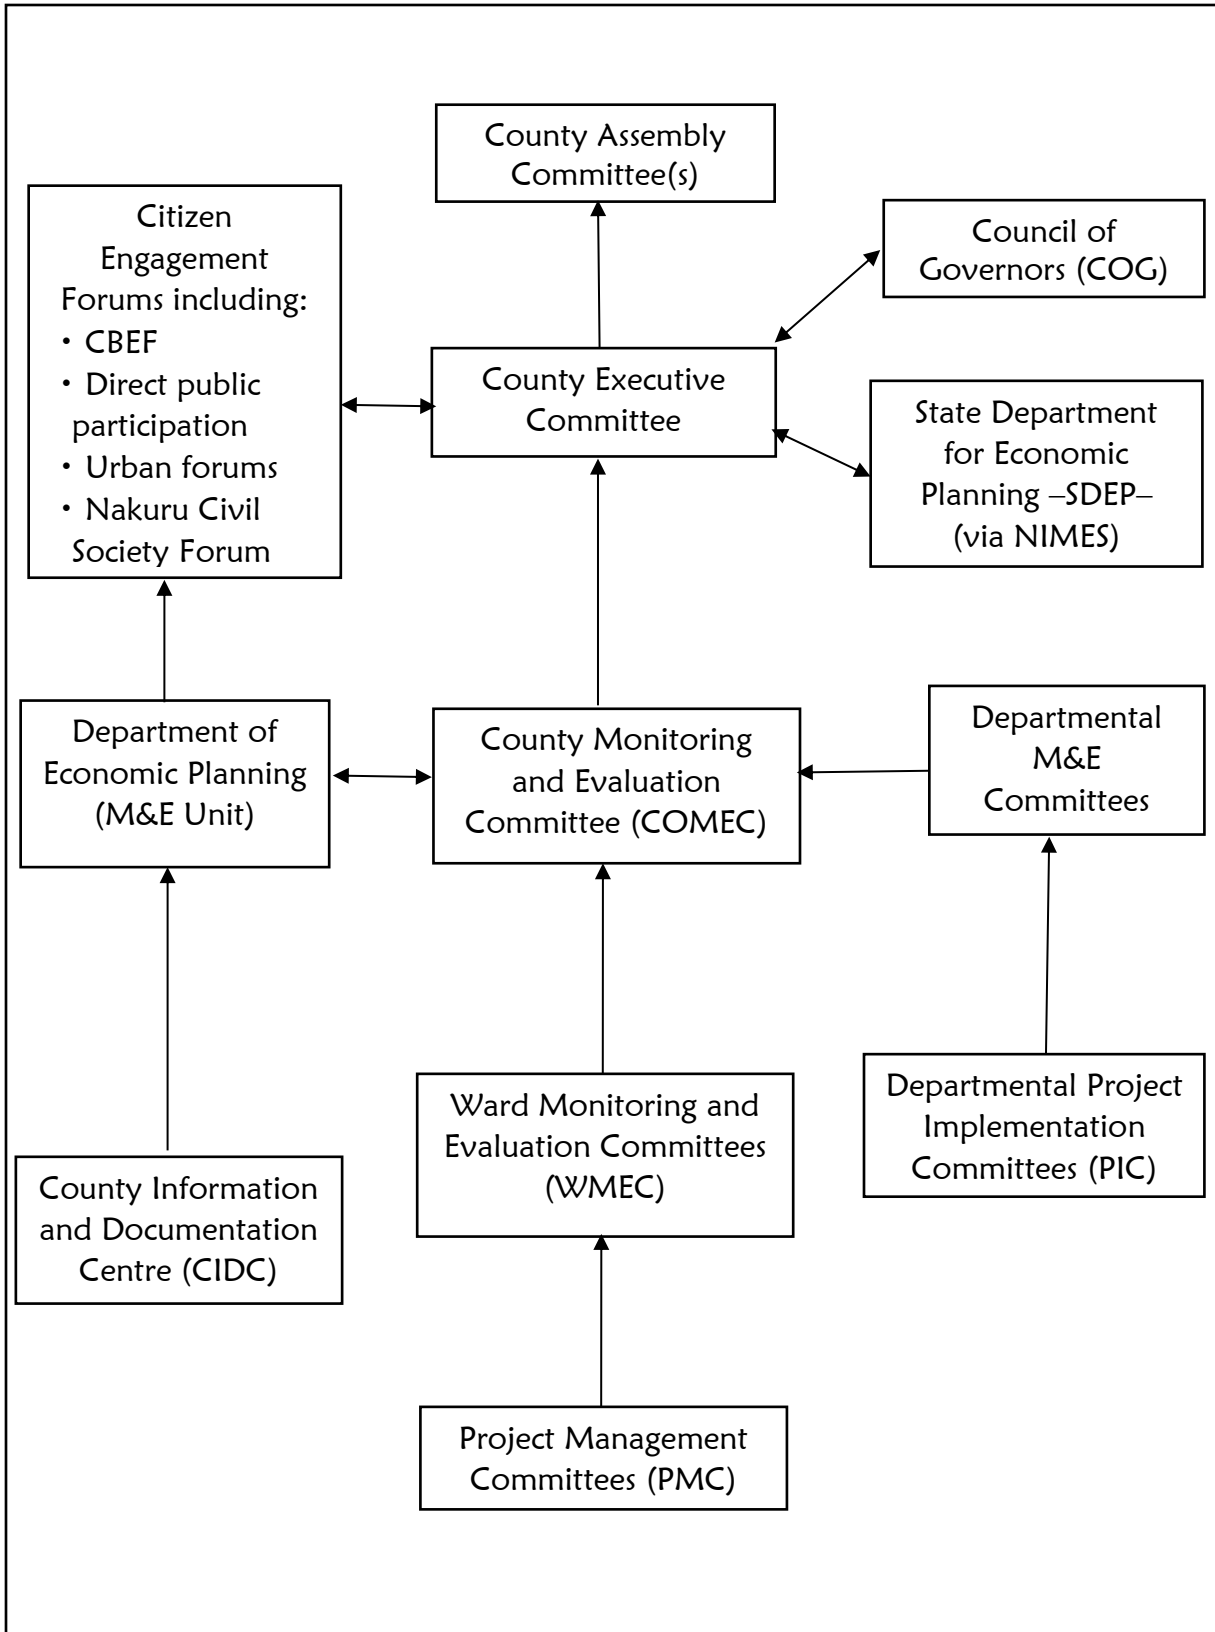 County Assembly
Committee(s)
Citizen
Engagement
Forums including:
• CBEF
• Direct public
participation
• Urban forums
• Nakuru Civil
Society Forum
Council of
Governors (COG)
County Executive
Committee
State Department
for Economic
Planning –SDEP–
(via NIMES)
Department of
Economic Planning
(M&E Unit)
County Monitoring
and Evaluation
Committee (COMEC)
Departmental
M&E
Committees
Ward Monitoring and
Evaluation Committees
(WMEC)
Departmental Project
Implementation
Committees (PIC)
County Information
and Documentation
Centre (CIDC)
Project Management
Committees (PMC)